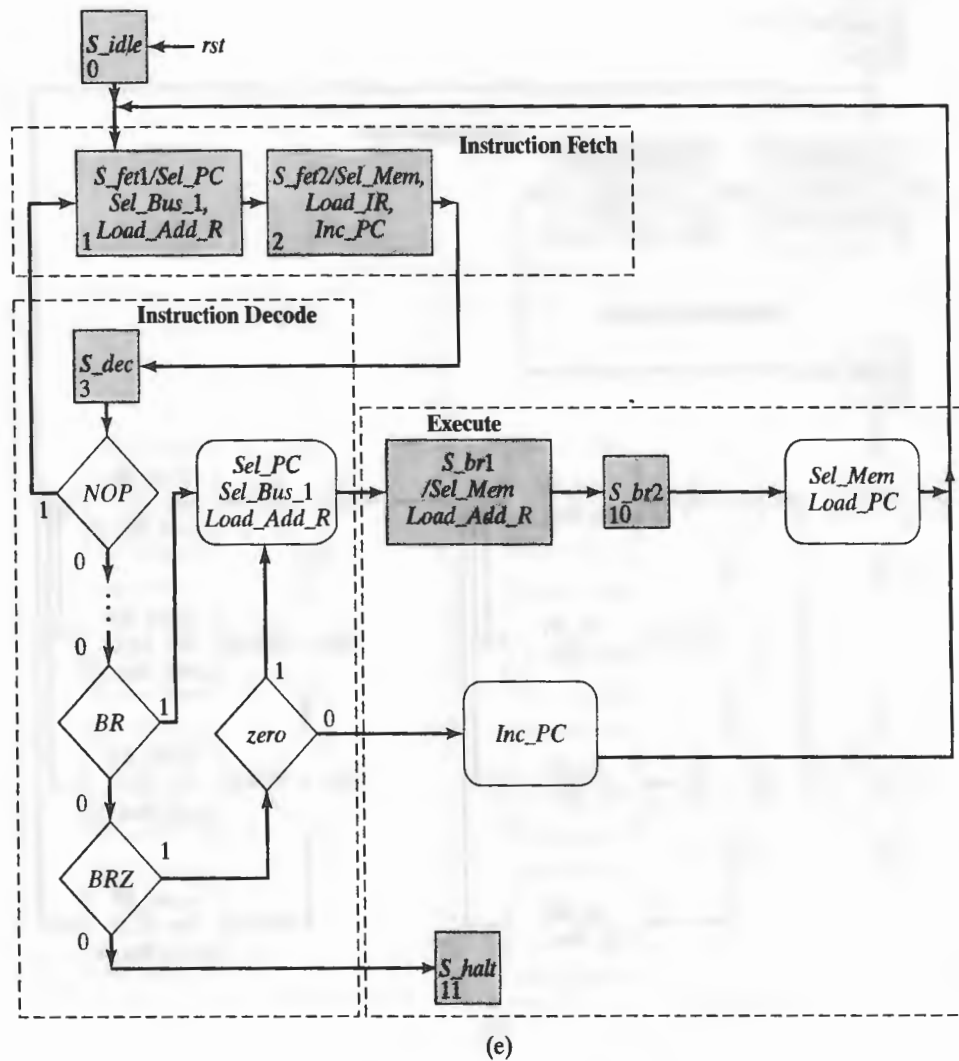 S_idle
0
rst
Instruction Fetch
S_fet1/Sel_PC
Sel_Bus_1,
Load_Add_R
1
S_fet2/Sel_Mem,
Load_IR,
Inc_PC
2
Instruction Decode
S_dec
3
NOP
1
0
0
Sel_PC
Sel_Bus_1
Load_Add_R
Execute
S_br1
/Sel_Mem
Load_Add_R
S_br2
10
Sel_Mem
Load_PC
BR
1
0
zero
1
0
Inc_PC
BRZ
1
0
S_halt
11
(e)